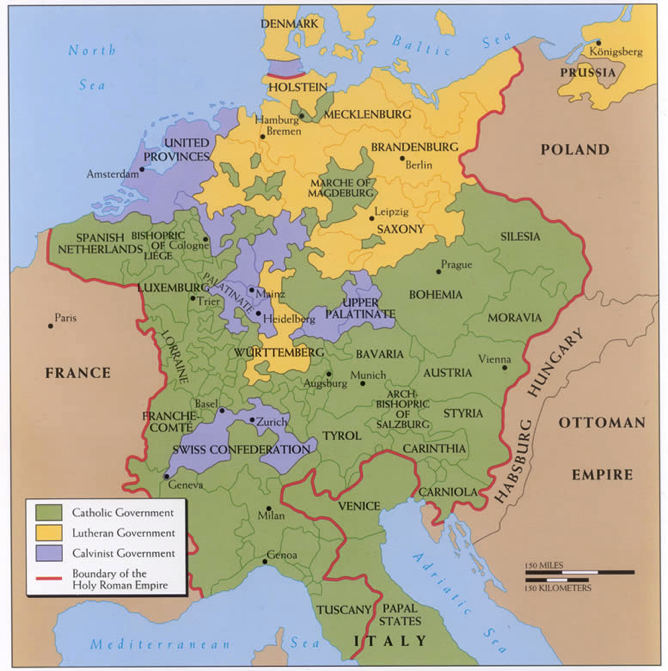 DENMARK
North
Sea
Baltic Sea
Königsberg
PRUSSIA
HOLSTEIN
Hamburg
MECKLENBURG
Bremen
UNITED
PROVINCES
BRANDENBURG
Berlin
POLAND
Amsterdam
MARCHE OF
MAGDEBURG
Leipzig
SAXONY
SPANISH
NETHERLANDS
BISHOPRIC
OF
LIÈGE
Cologne
SILESIA
Prague
LUXEMBURG
Trier
PALATINATE
Mainz
BOHEMIA
UPPER
PALATINATE
Heidelberg
MORAVIA
Paris
LORRAINE
WÜRTTEMBERG
BAVARIA
Vienna
HUNGARY
FRANCE
Augsburg
Munich
AUSTRIA
ARCH-
BISHOPRIC
OF
SALZBURG
Basel
FRANCHE-
COMTÉ
Zurich
STYRIA
OTTOMAN
EMPIRE
TYROL
SWISS CONFEDERATION
CARINTHIA
HABSBURG
Geneva
CARNIOLA
VENICE
Milan
Genoa
Catholic Government
Lutheran Government
Calvinist Government
Boundary of the
Holy Roman Empire
Adriatic Sea
150 MILES
150 KILOMETERS
TUSCANY
PAPAL
STATES
Mediterranean Sea
ITALY